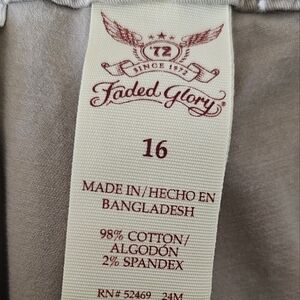 72
SINCE 1972
Faded Glory®
16
MADE IN/HECHO EN
BANGLADESH
98% COTTON/
ALGODÓN
2% SPANDEX
RN# 52469 24M